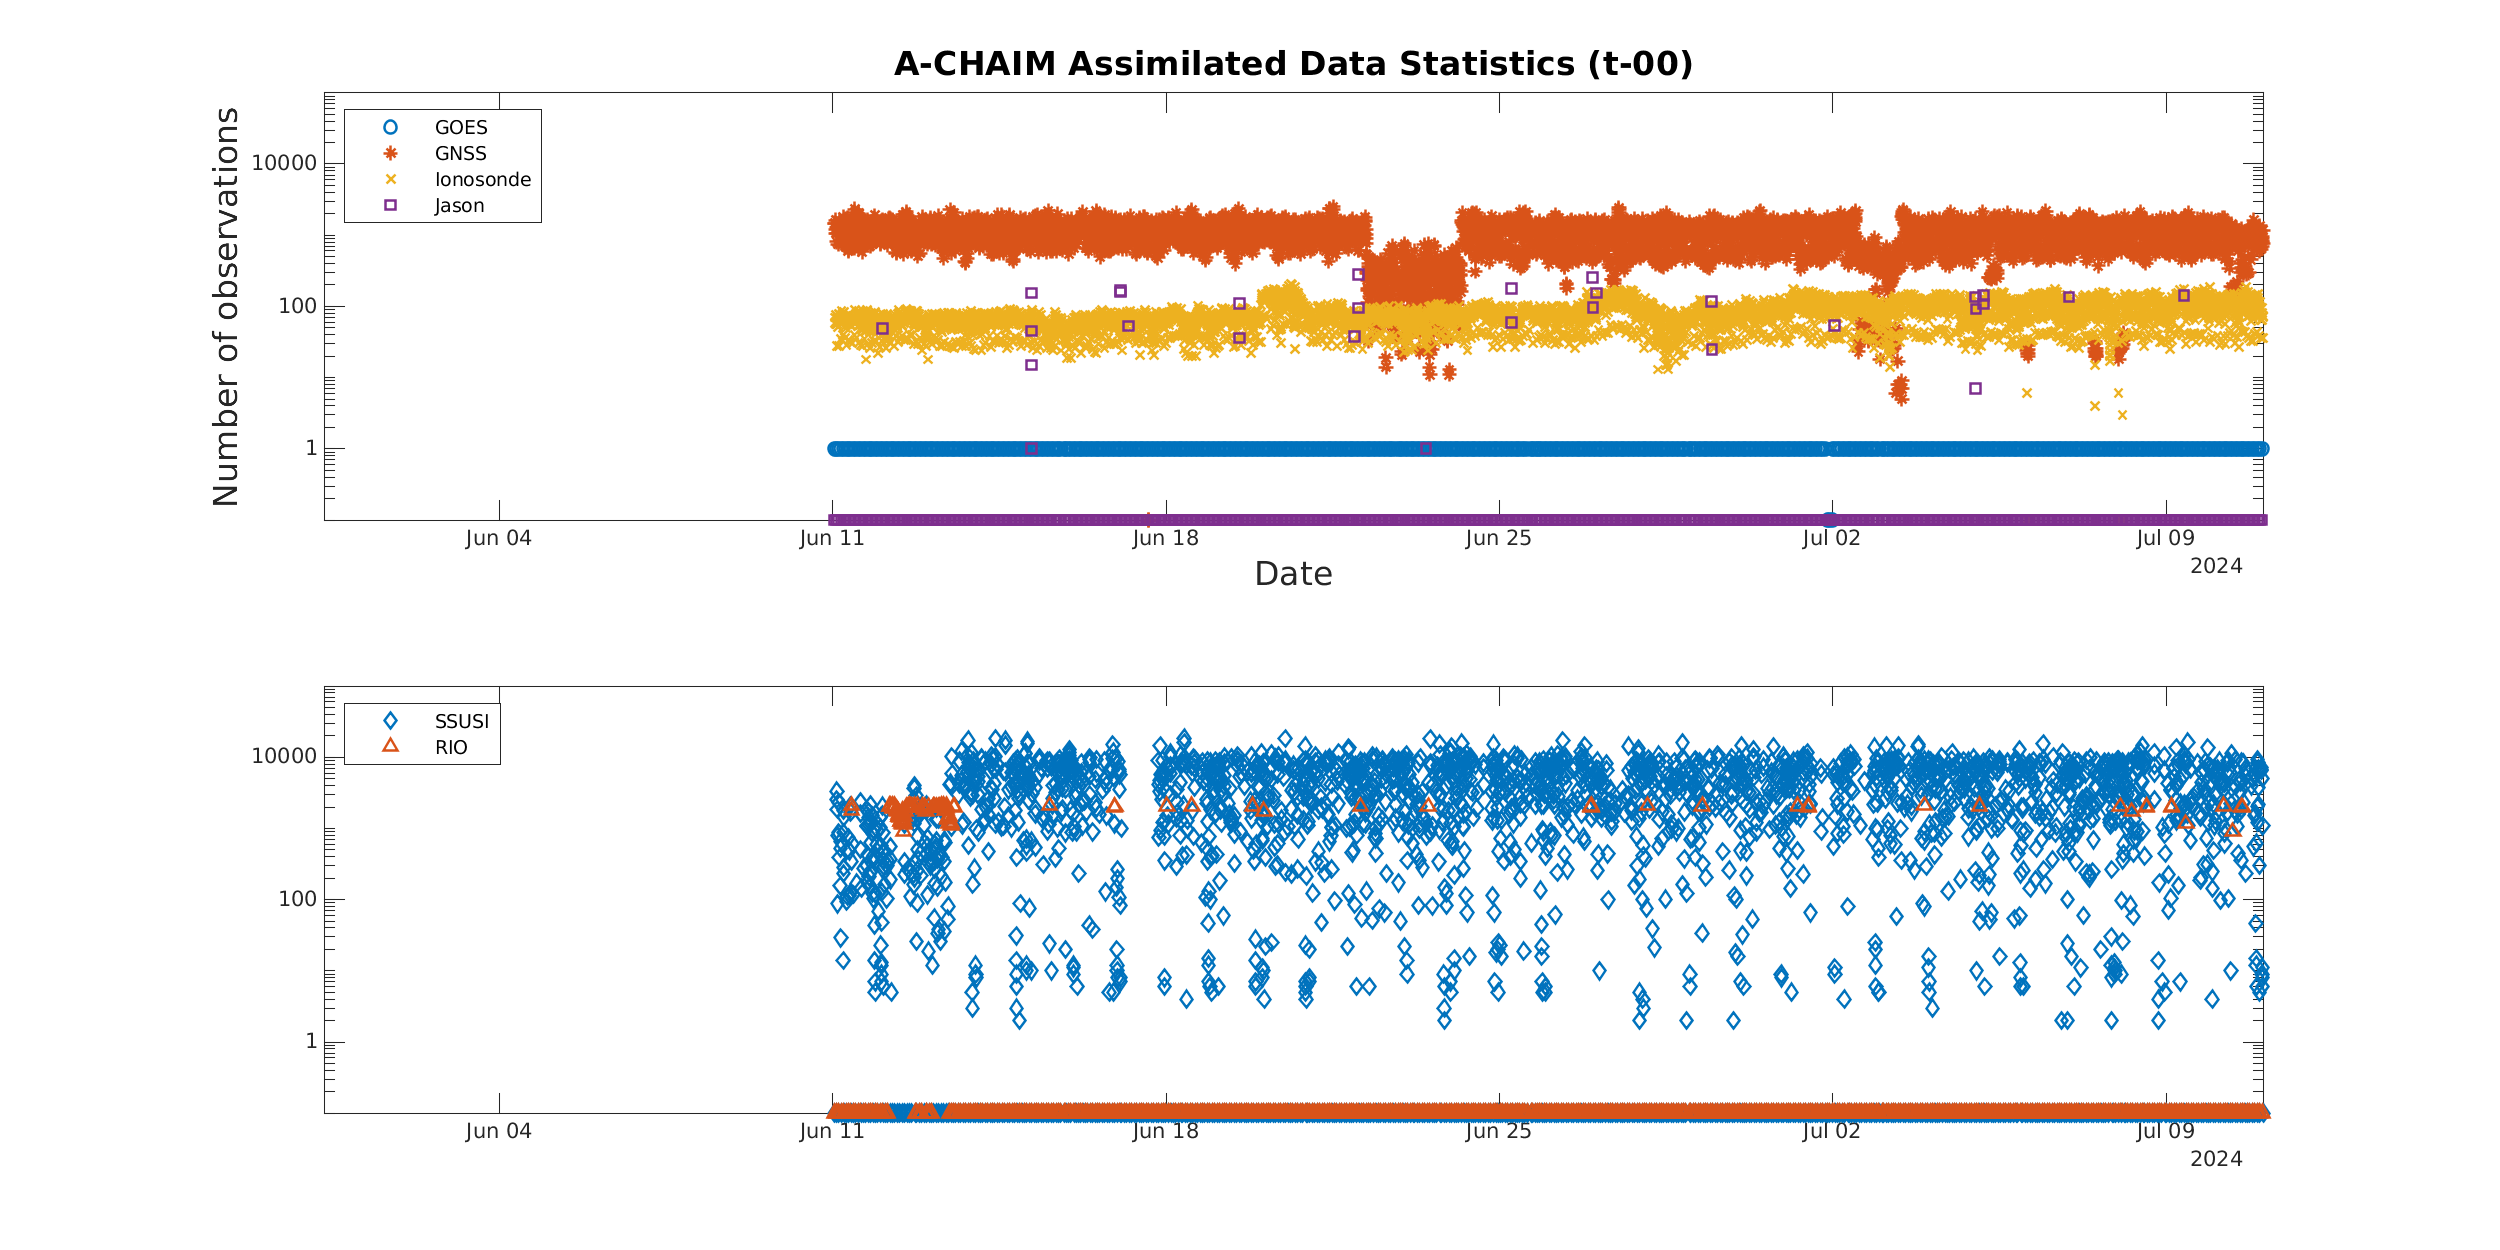 A-CHAIM Assimilated Data Statistics (t-00)
Number of observations
10000
100
1
GOES
GNSS
Ionosonde
Jason
Jun 04
Jun 11
Jun 18
Jun 25
Jul 02
Jul 09
2024
Date
10000
100
1
SSUSI
RIO
Jun 04
Jun 11
Jun 18
Jun 25
Jul 02
Jul 09
2024